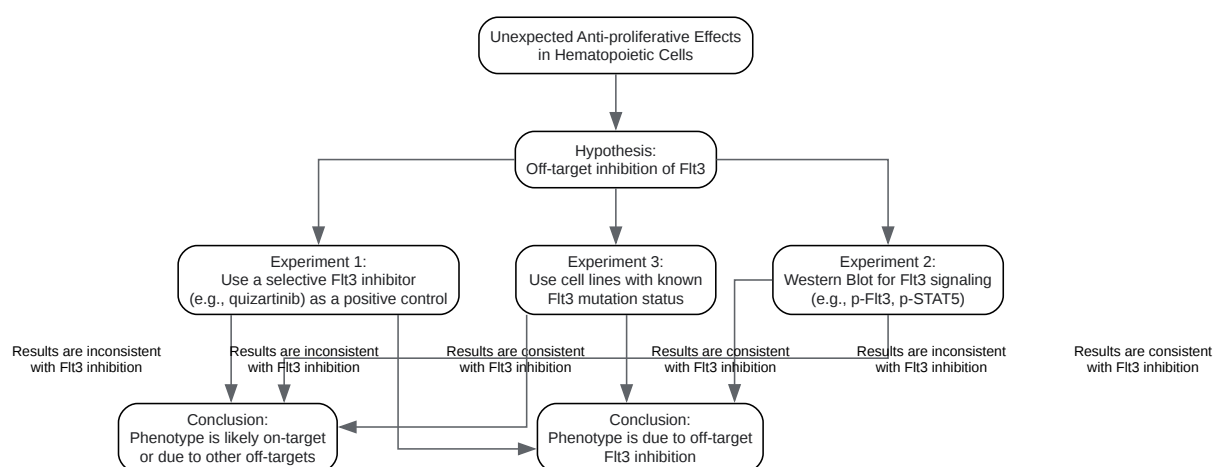 Unexpected Anti-proliferative Effects
in Hematopoietic Cells
Hypothesis:
Off-target inhibition of Flt3
Experiment 1:
Use a selective Flt3 inhibitor
(e.g., quizartinib) as a positive control
Experiment 3:
Use cell lines with known
Flt3 mutation status
Experiment 2:
Western Blot for Flt3 signaling
(e.g., p-Flt3, p-STAT5)
Results are inconsistent
with Flt3 inhibition
Results are inconsistent
with Flt3 inhibition
Results are consistent
with Flt3 inhibition
Results are consistent
with Flt3 inhibition
Results are inconsistent
with Flt3 inhibition
Results are consistent
with Flt3 inhibition
Conclusion:
Phenotype is likely on-target
or due to other off-targets
Conclusion:
Phenotype is due to off-target
Flt3 inhibition